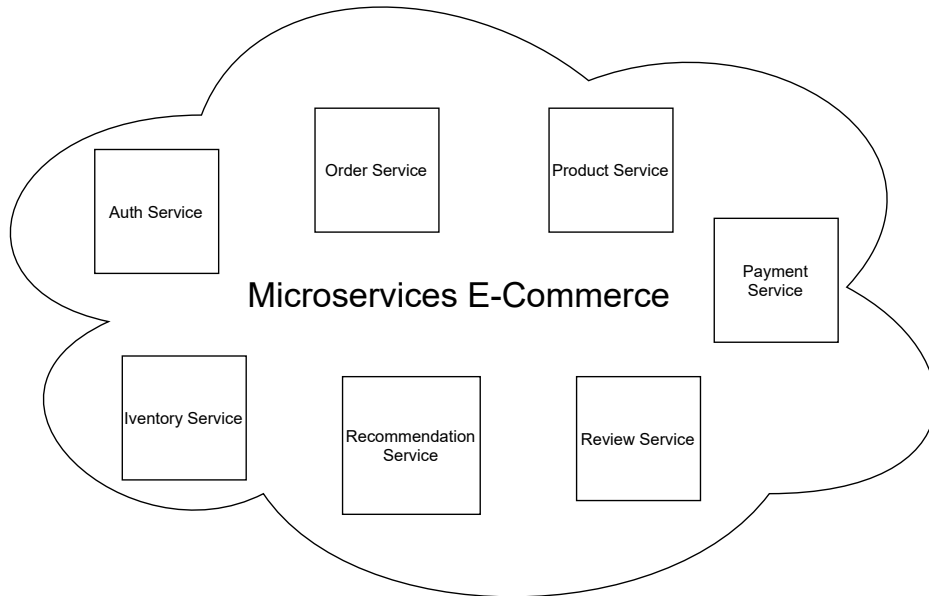 Order Service
Product Service
Auth Service
Payment
Service
Microservices E-Commerce
Iventory Service
Recommendation
Service
Review Service